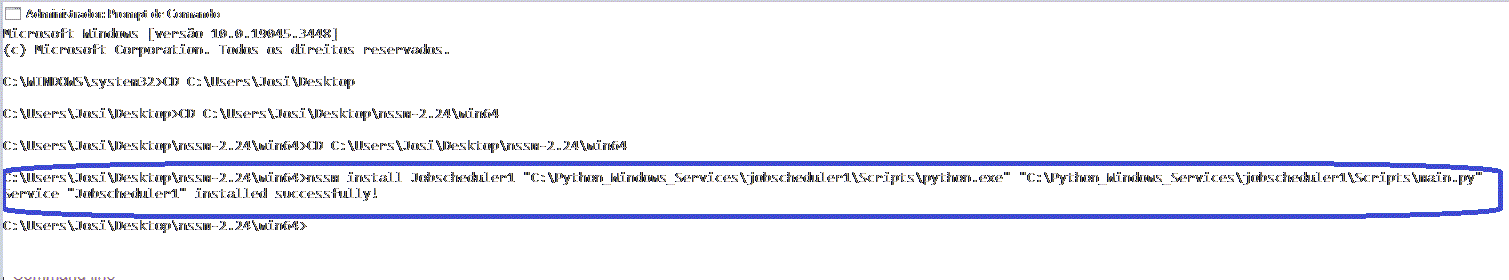 Administrador: Prompt de Comando
Microsoft Windows [versão 10.0.19045.3448]
(c) Microsoft Corporation. Todos os direitos reservados.
C:\WINDOWS\system32>CD C:\Users\Josi\Desktop
C:\Users\Josi\Desktop>CD C:\Users\Josi\Desktop\nssm-2.24\win64
C:\Users\Josi\Desktop\nssm-2.24\win64>CD C:\Users\Josi\Desktop\nssm-2.24\win64
C:\Users\Josi\Desktop\nssm-2.24\win64>nssm install Jobscheduler1 "C:\Python_Windows_Services\jobscheduler1\Scripts\python.exe" "C:\Python_Windows_Services\jobscheduler1\Scripts\main.py"
Service "Jobscheduler1" installed successfully!
C:\Users\Josi\Desktop\nssm-2.24\win64>